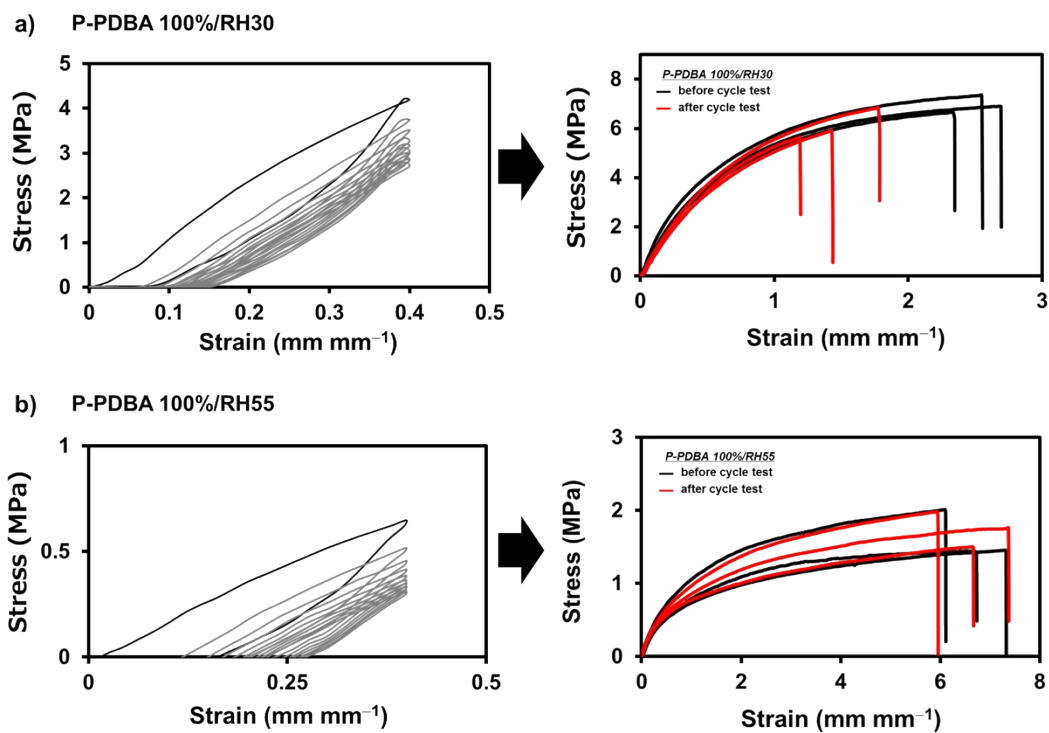 a) P-PDBA 100%/RH30
Stress (MPa)
5
4
3
2
1
0
0 0.1 0.2 0.3 0.4 0.5
Strain (mm mm⁻¹)
Stress (MPa)
8
6
4
2
0
P-PDBA 100%/RH30
before cycle test
after cycle test
0 1 2 3
Strain (mm mm⁻¹)
b) P-PDBA 100%/RH55
Stress (MPa)
1
0.5
0
0 0.25 0.5
Strain (mm mm⁻¹)
Stress (MPa)
3
2
1
0
P-PDBA 100%/RH55
before cycle test
after cycle test
0 2 4 6 8
Strain (mm mm⁻¹)